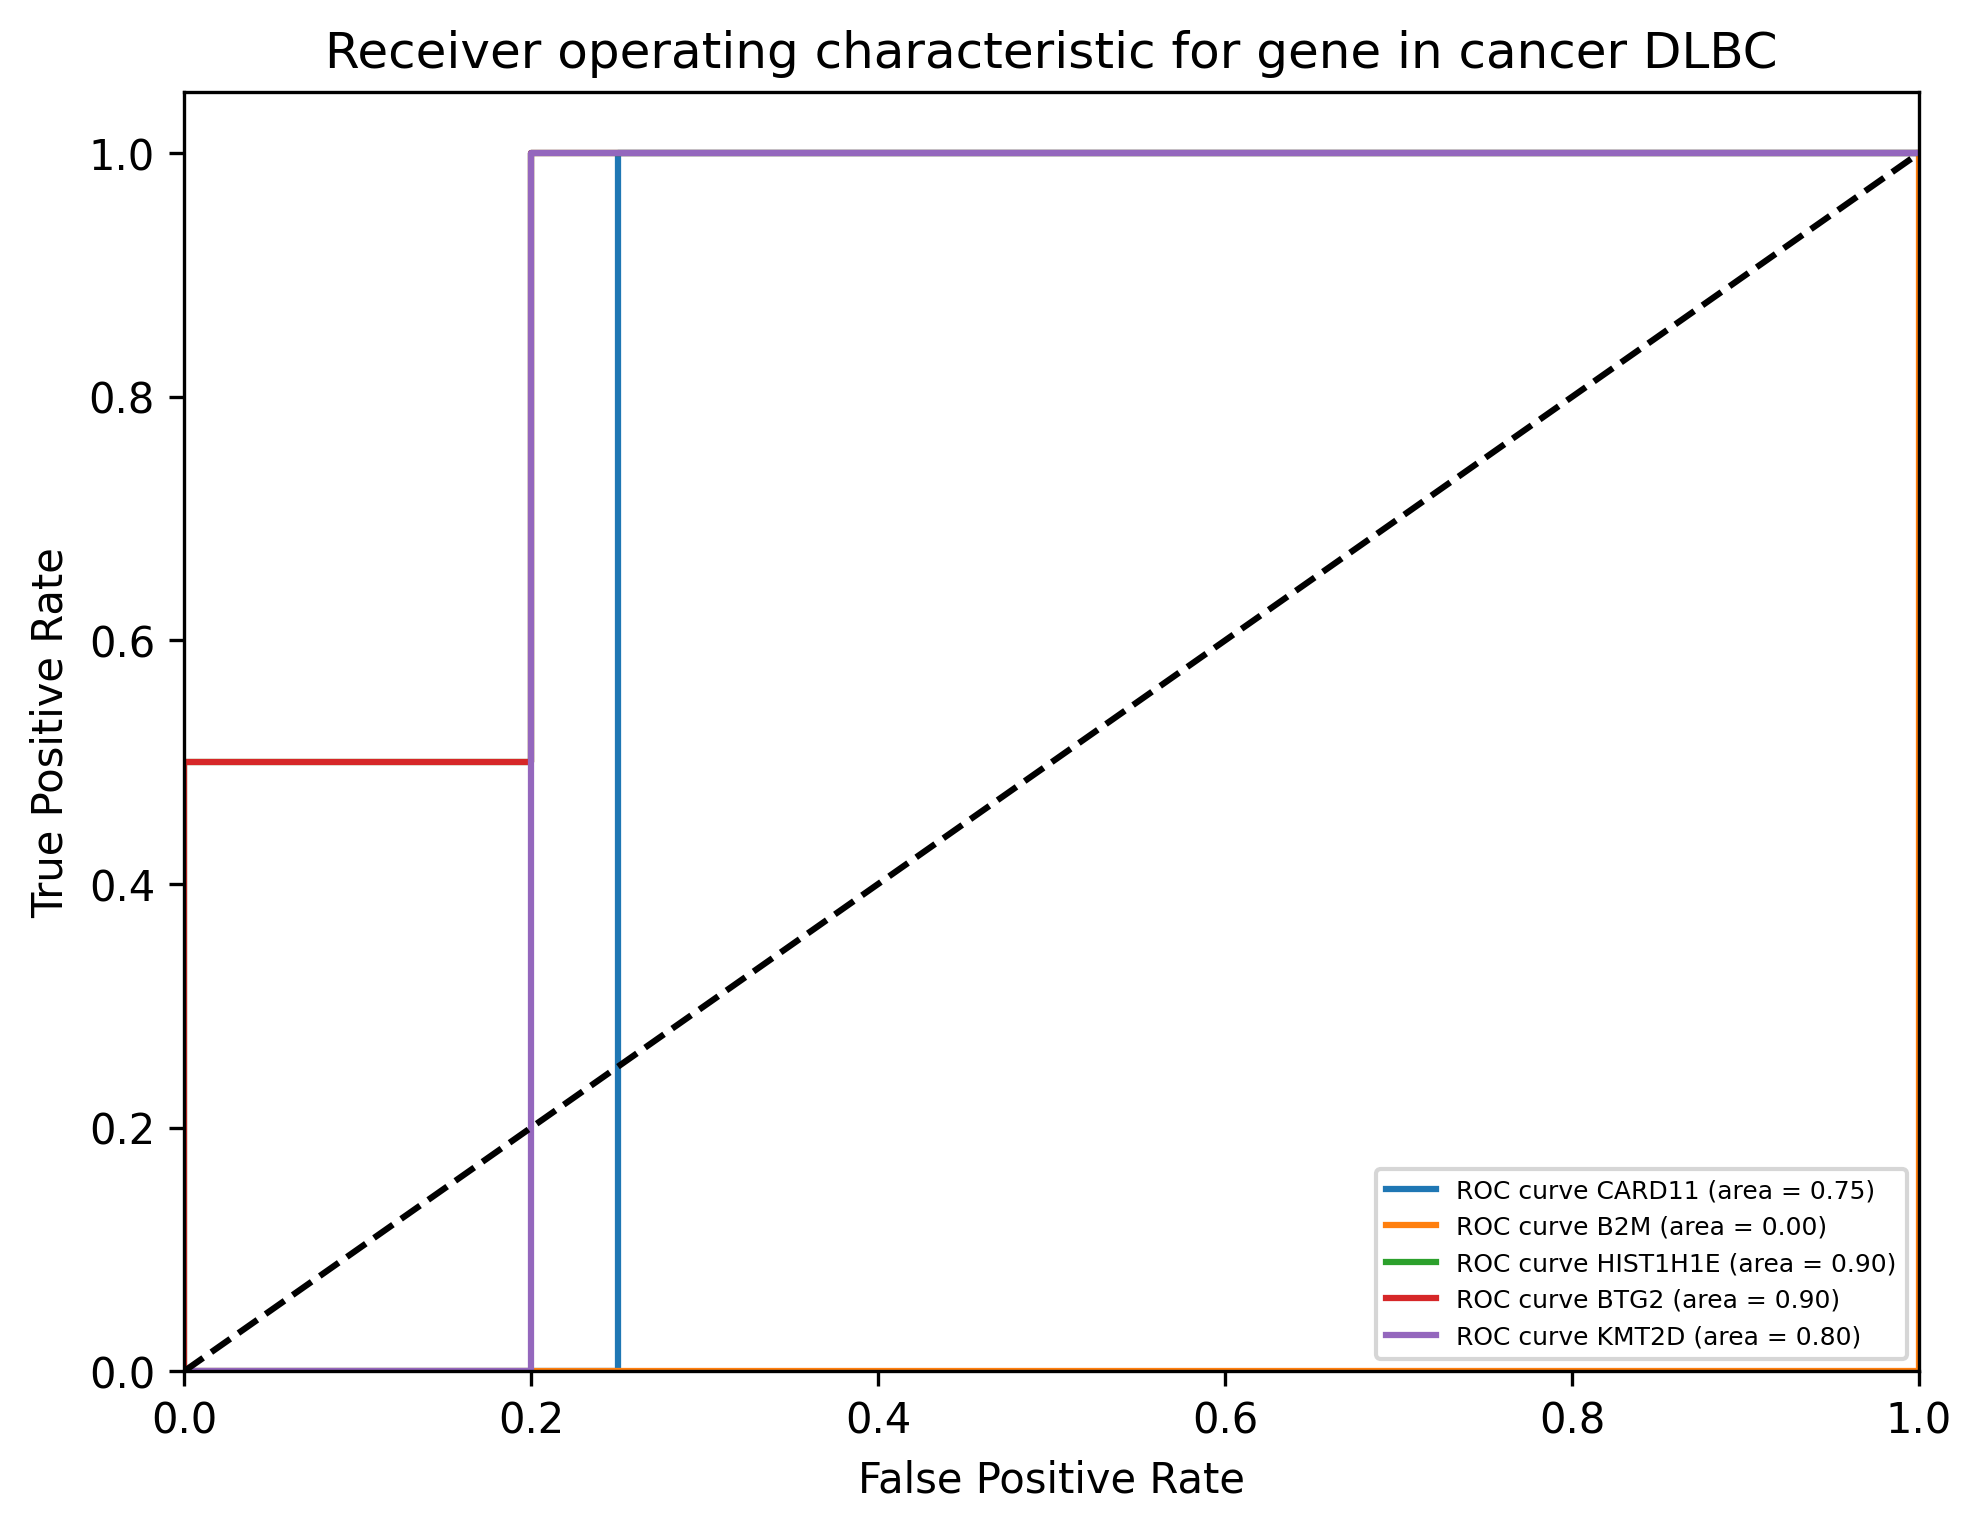 Receiver operating characteristic for gene in cancer DLBC
True Positive Rate
1.0
0.8
0.6
0.4
0.2
0.0
ROC curve CARD11 (area = 0.75)
ROC curve B2M (area = 0.00)
ROC curve HIST1H1E (area = 0.90)
ROC curve BTG2 (area = 0.90)
ROC curve KMT2D (area = 0.80)
0.0 0.2 0.4 0.6 0.8 1.0
False Positive Rate